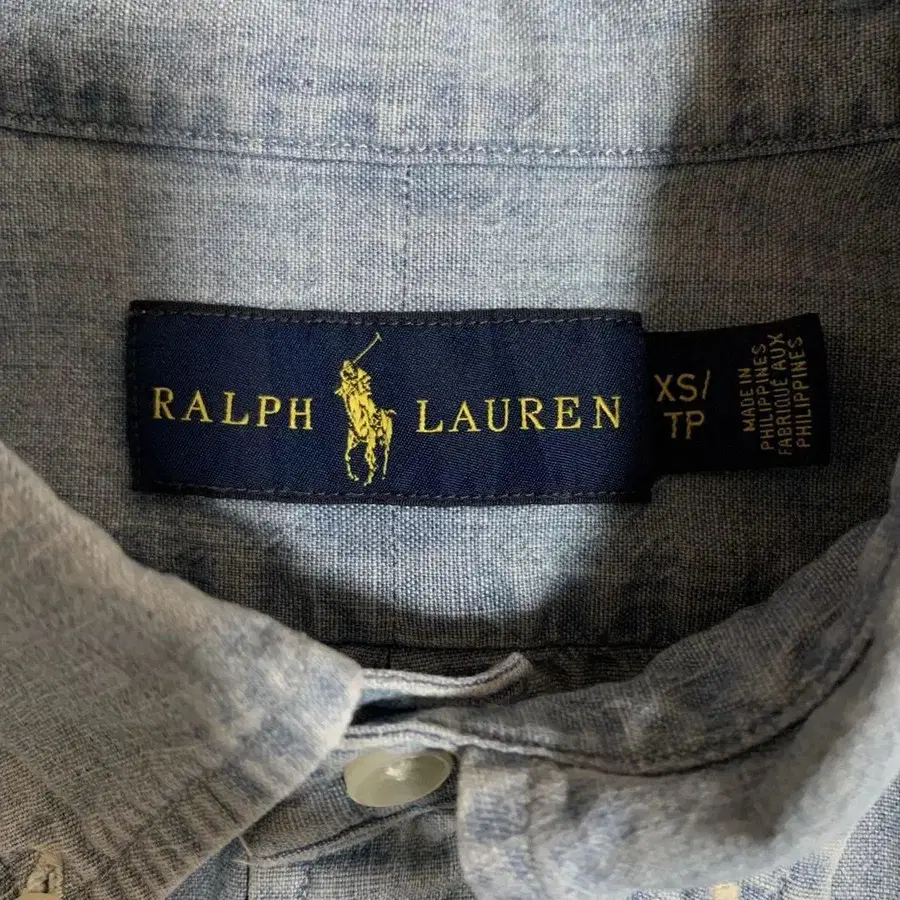 RALPH LAUREN
XS/
TP
MADE IN
PHILIPPINES
FABRIQUÉ AUX
PHILIPPINES